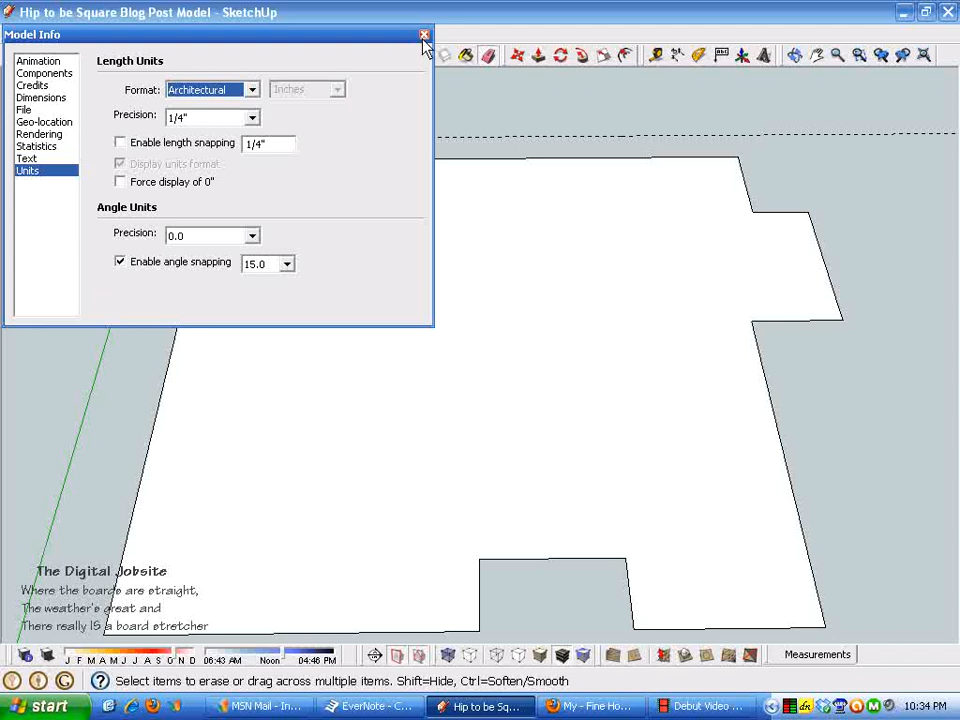 Hip to be Square Blog Post Model - SketchUp
Model Info
Animation
Components
Credits
Dimensions
File
Geo-location
Rendering
Statistics
Text
Units
Length Units
Format: Architectural Inches
Precision: 1/4"
Enable length snapping 1/4"
Display units format
Force display of 0"
Angle Units
Precision: 0.0
Enable angle snapping 15.0
The Digital Jobsite
Where the boards are straight,
The weather's great and
There really IS a board stretcher
J F M A M J J A S O N D 06:43 AM Noon 04:46 PM Measurements
Select items to erase or drag across multiple items. Shift=Hide, Ctrl=Soften/Smooth
start MSN Mail - In... EverNote - C... Hip to be Squ... My - Fine Ho... Debut Video ... dn 10:34 PM